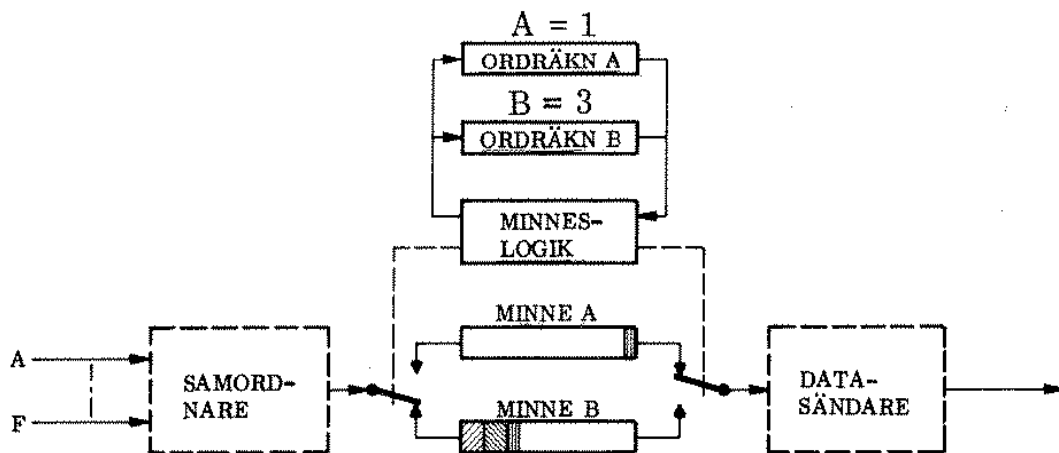 A = 1
ORDRÄKN A
B = 3
ORDRÄKN B
MINNES-
LOGIK
MINNE A
A
F
SAMORD-
NARE
MINNE B
DATA-
SÄNDARE